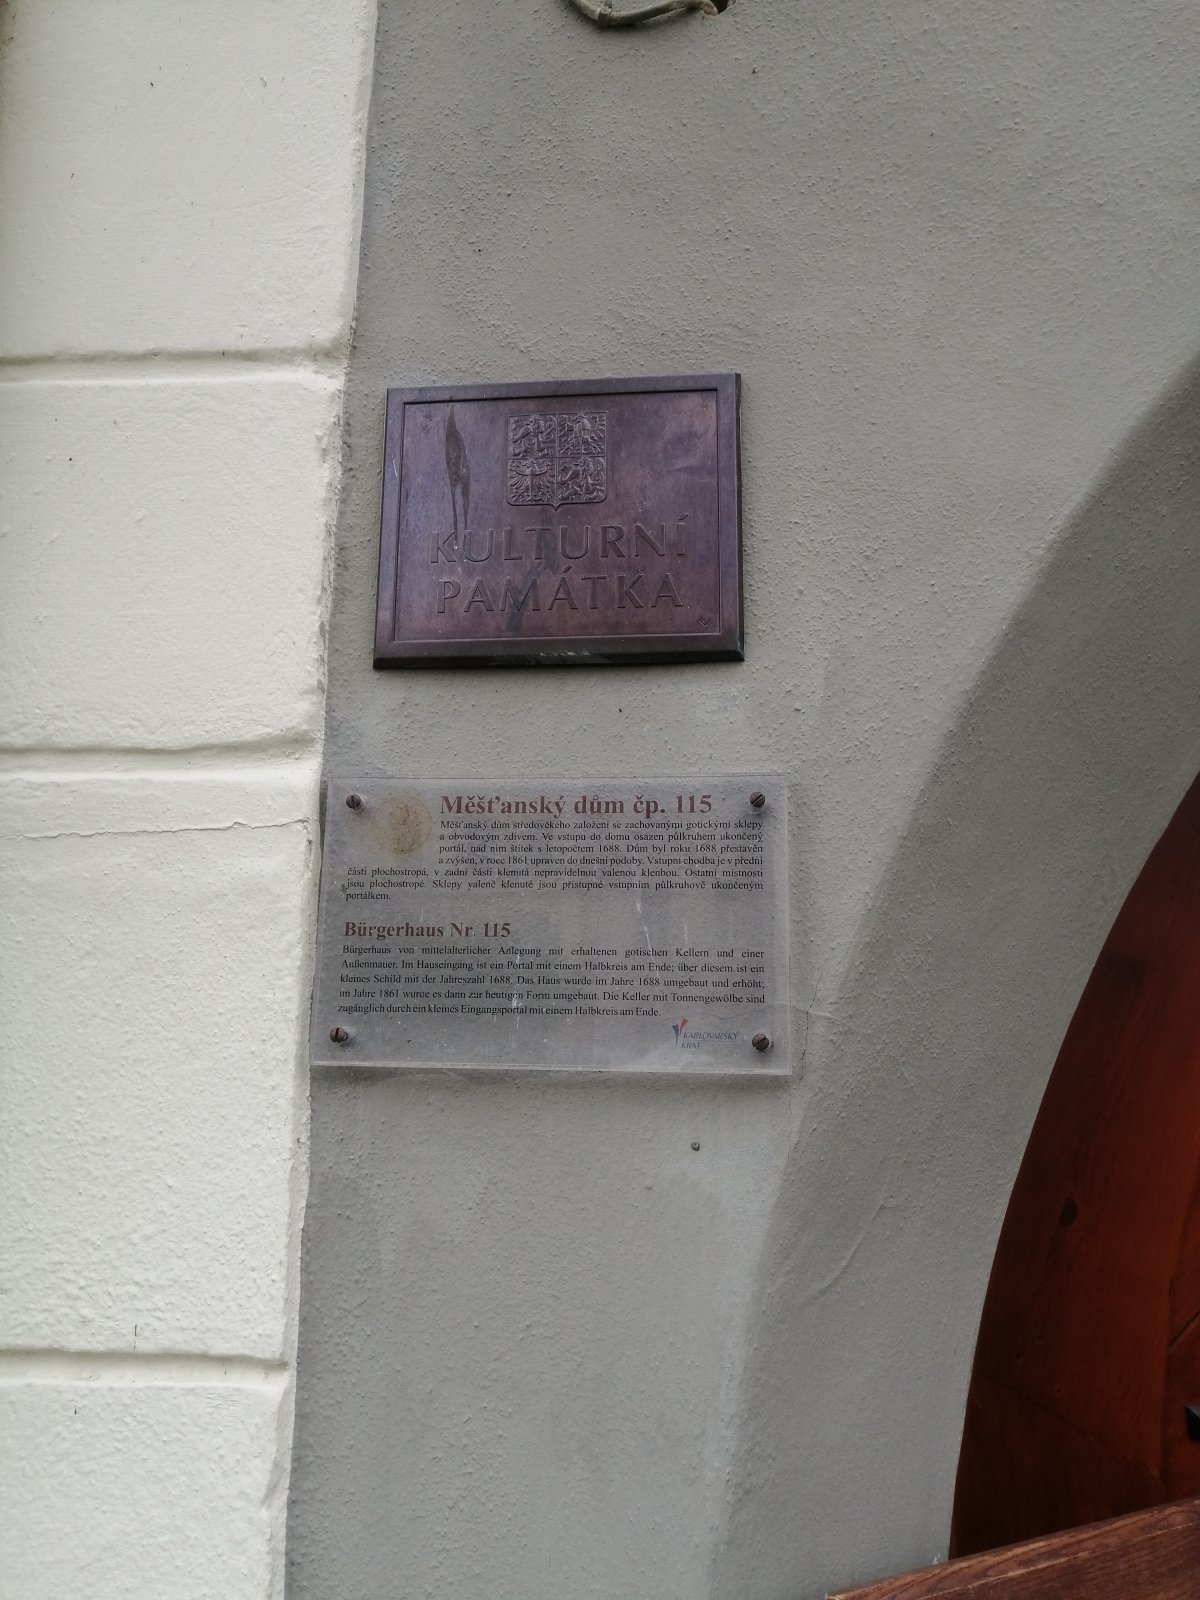 KULTURNÍ
PAMÁTKA
Měšťanský dům čp. 115
Měšťanský dům středověkého založení se zachovanými gotickými sklepy
a obvodovým zdivem. Ve vstupu do domu osazen půlkruhem ukončený
portál, nad ním štítek s letopočtem 1688. Dům byl roku 1688 přestavěn
a zvýšen, v roce 1861 upraven do dnešní podoby. Vstupní chodba je v přední
části plochostropá, v zadní části klenutá nepravidelnou valenou klenbou. Ostatní místnosti
jsou plochostropé. Sklepy valeně klenuté jsou přístupné vstupním půlkruhově ukončeným
portálkem.
Bürgerhaus Nr. 115
Bürgerhaus von mittelalterlicher Anlegung mit erhaltenen gotischen Kellern und einer
Außenmauer. Im Hauseingang ist ein Portal mit einem Halbkreis am Ende; über diesem ist ein
kleines Schild mit der Jahreszahl 1688. Das Haus wurde im Jahre 1688 umgebaut und erhöht;
im Jahre 1861 wurde es dann zur heutigen Form umgebaut. Die Keller mit Tonnengewölbe sind
zugänglich durch ein kleines Eingangsportal mit einem Halbkreis am Ende.
KARLOVARSKÝ
KRAJ